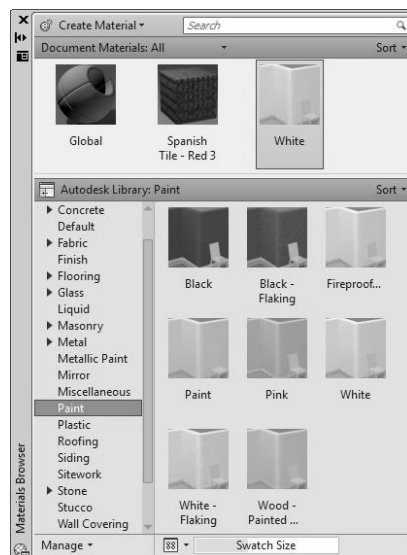 Create Material
Search
Document Materials: All
Sort
Global
Spanish
Tile - Red 3
White
Autodesk Library: Paint
Sort
Concrete
Default
Fabric
Finish
Flooring
Glass
Liquid
Masonry
Metal
Metallic Paint
Mirror
Miscellaneous
Paint
Plastic
Roofing
Siding
Sitework
Stone
Stucco
Wall Covering
Black
Black -
Flaking
Fireproof...
Paint
Pink
White
White -
Flaking
Wood -
Painted ...
Materials Browser
Manage
Swatch Size